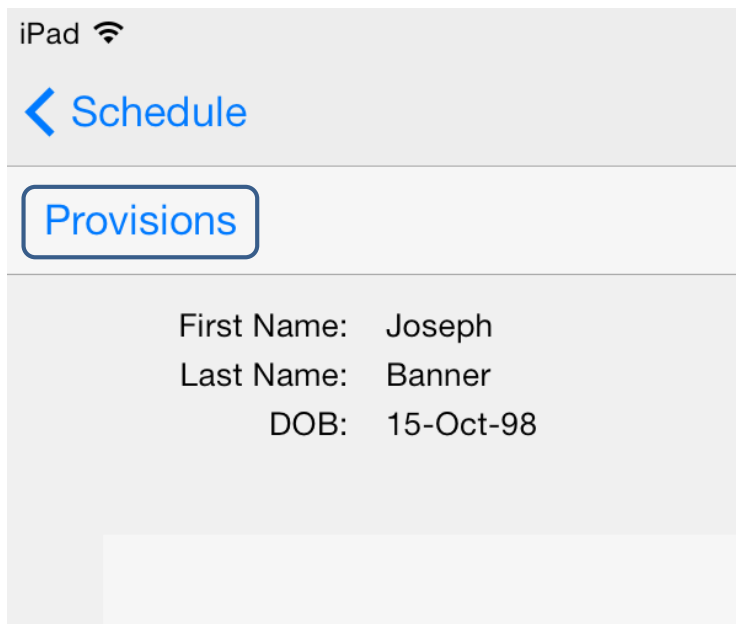 iPad
Schedule
Provisions
First Name: Joseph
Last Name: Banner
DOB: 15-Oct-98